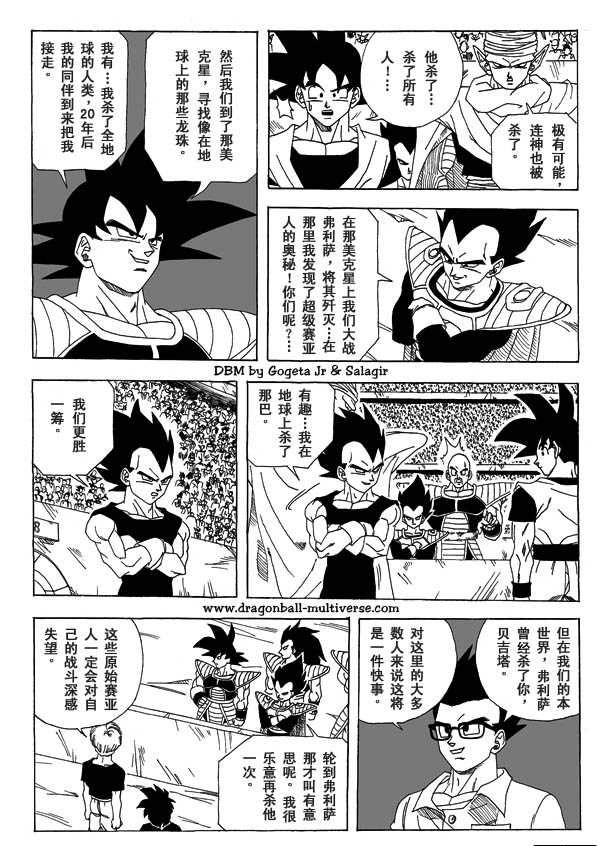 我有…我杀了全地
球的人类，20年后
我的同伴到来把我
接走。
然后我们到了那美
克星，寻找像在地
球上的那些龙珠。
他杀了…
杀了所有
人！…
极有可能，
连神也被
杀了。
在那美克星上我们大战
弗利萨，将其歼灭…在
那里我发现了超级赛亚
人的奥秘！你们呢？…
DBM by Gogeta Jr & Salagir
我们更胜
一筹。
有趣…我在
地球上杀了
那巴。
8
www.dragonball-multiverse.com
这些原始赛亚
人一定会对自
己的战斗深感
失望。
轮到弗利萨
那才叫有意
思呢。我很
乐意再杀他
一次。
但在我们的本
世界，弗利萨
曾经杀了你，
贝吉塔。
对这里的大多
数人来说这将
是一件快事。